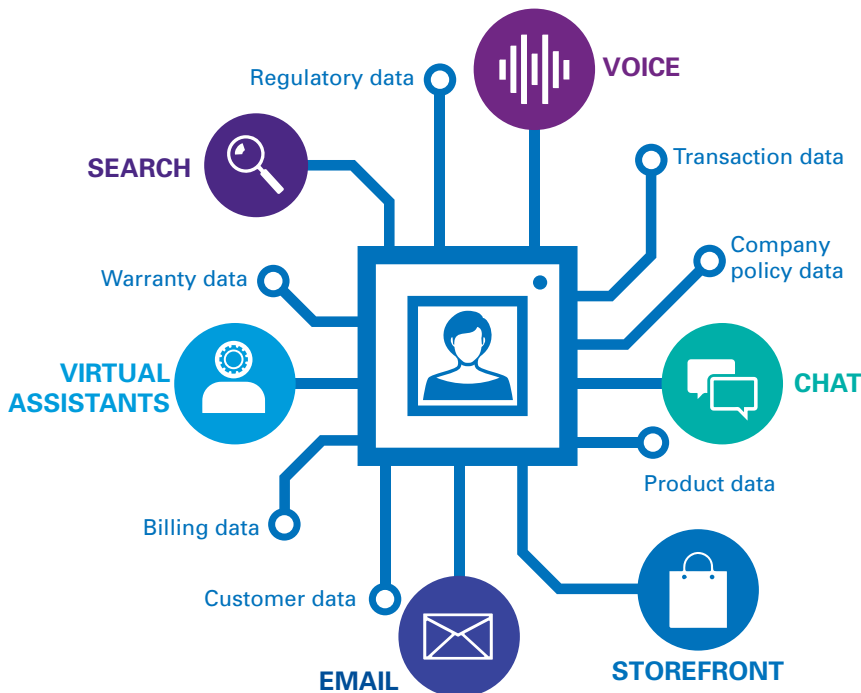 VOICE
Regulatory data
SEARCH
Transaction data
Company
policy data
Warranty data
VIRTUAL
ASSISTANTS
CHAT
Product data
Billing data
Customer data
EMAIL
STOREFRONT